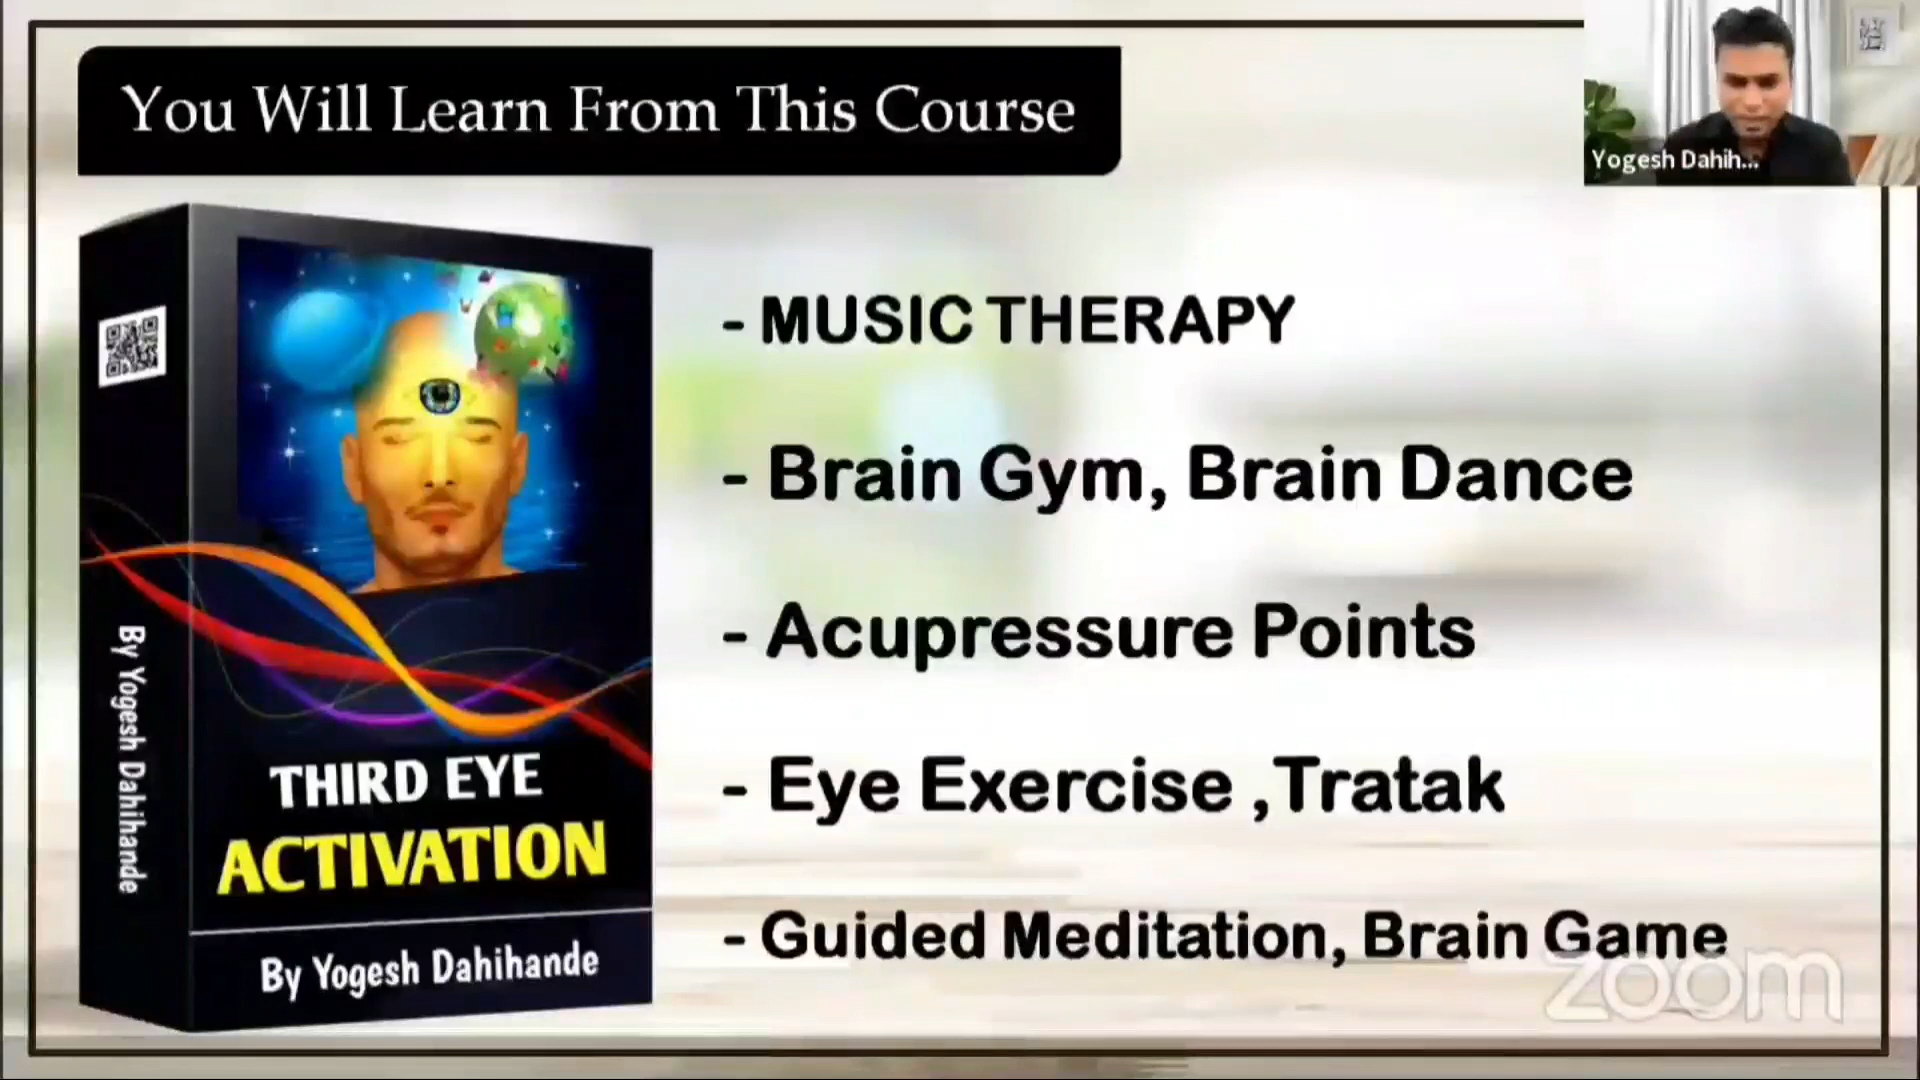 You Will Learn From This Course
Yogesh Dahih...
- MUSIC THERAPY
- Brain Gym, Brain Dance
- Acupressure Points
- Eye Exercise ,Tratak
- Guided Meditation, Brain Game
By Yogesh Dahihande
THIRD EYE
ACTIVATION
By Yogesh Dahihande
zoom